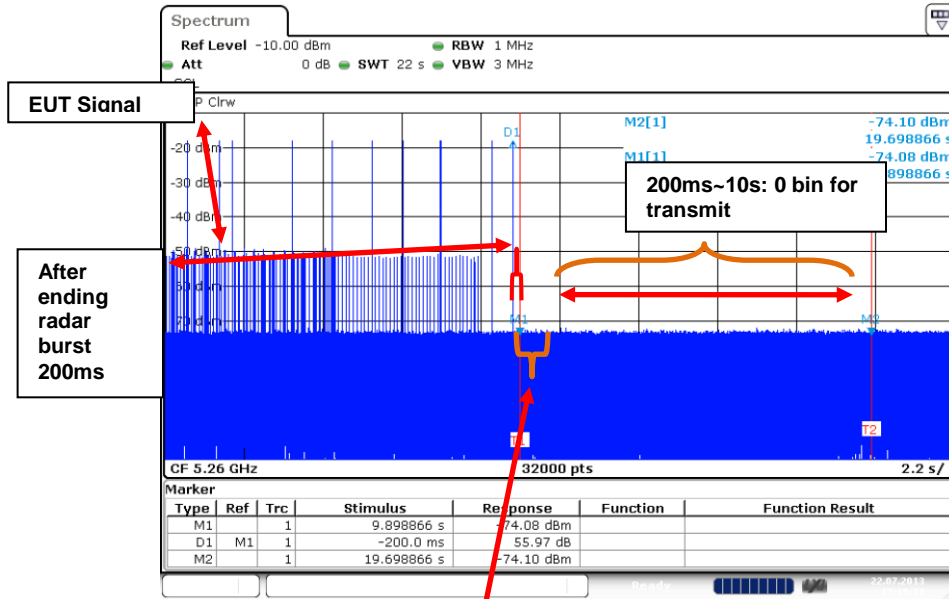 Spectrum
Ref Level -10.00 dBm RBW 1 MHz
Att 0 dB SWT 22 s VBW 3 MHz
EUT Signal
P Clrw
M2[1] -74.10 dBm
19.698866 s
M1[1] -74.08 dBm
898866 s
D1
-20 dBm
-30 dBm
-40 dBm
200ms~10s: 0 bin for
transmit
After
ending
radar
burst
200ms
M1
M2
T1
T2
CF 5.26 GHz 32000 pts 2.2 s/
Marker
Type Ref Trc Stimulus Response Function Function Result
M1 1 9.898866 s -74.08 dBm
D1 M1 1 -200.0 ms 55.97 dB
M2 1 19.698866 s -74.10 dBm
Ready
22.07.2013